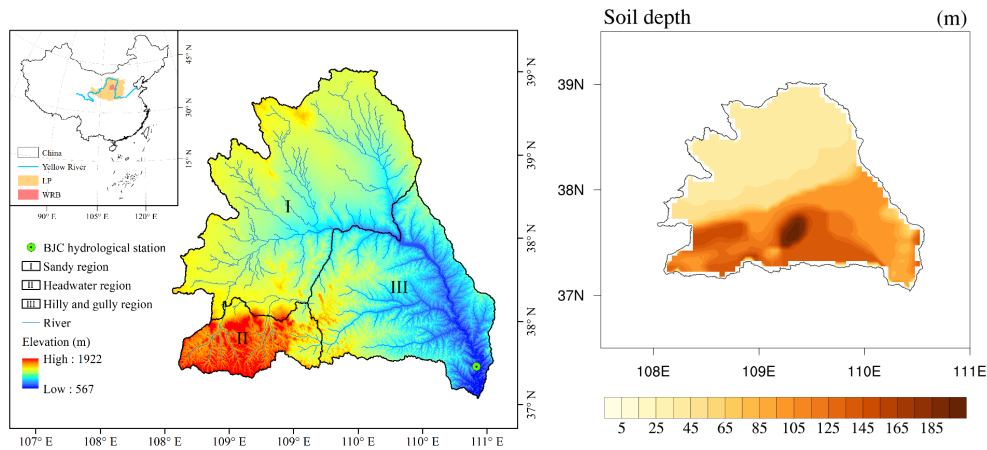 45° N
30° N
15° N
China
Yellow River
LP
WRB
90° E
105° E
120° E
I
II
III
BJC hydrological station
I Sandy region
II Headwater region
III Hilly and gully region
River
Elevation (m)
High : 1922
Low : 567
39° N
39° N
38° N
38° N
37° N
107° E
108° E
109° E
109° E
110° E
110° E
111° E
Soil depth (m)
39N
38N
37N
108E 109E 110E 111E
5 25 45 65 85 105 125 145 165 185